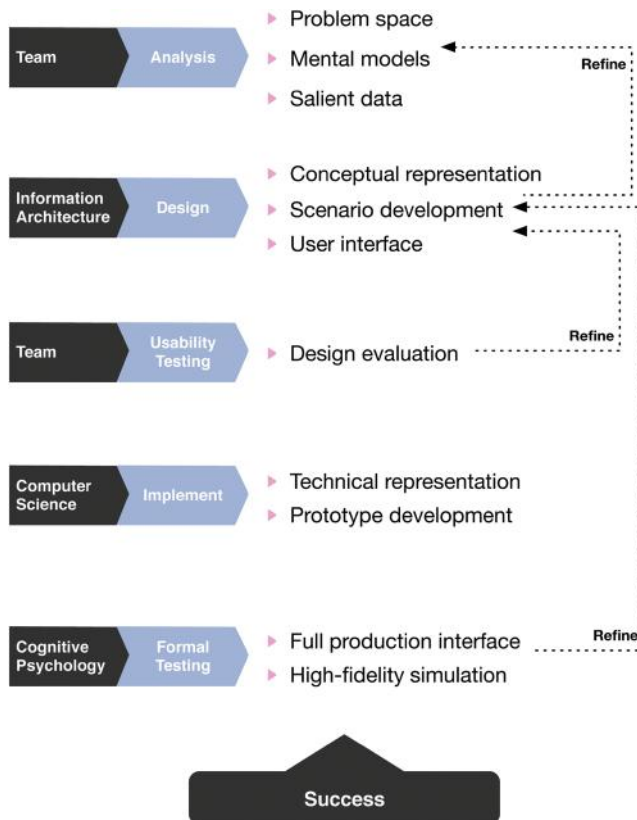 Team
Analysis
Problem space
Mental models
Salient data
Refine
Information
Architecture
Design
Conceptual representation
Scenario development
User interface
Team
Usability
Testing
Design evaluation
Refine
Computer
Science
Implement
Technical representation
Prototype development
Cognitive
Psychology
Formal
Testing
Full production interface
High-fidelity simulation
Refine
Success